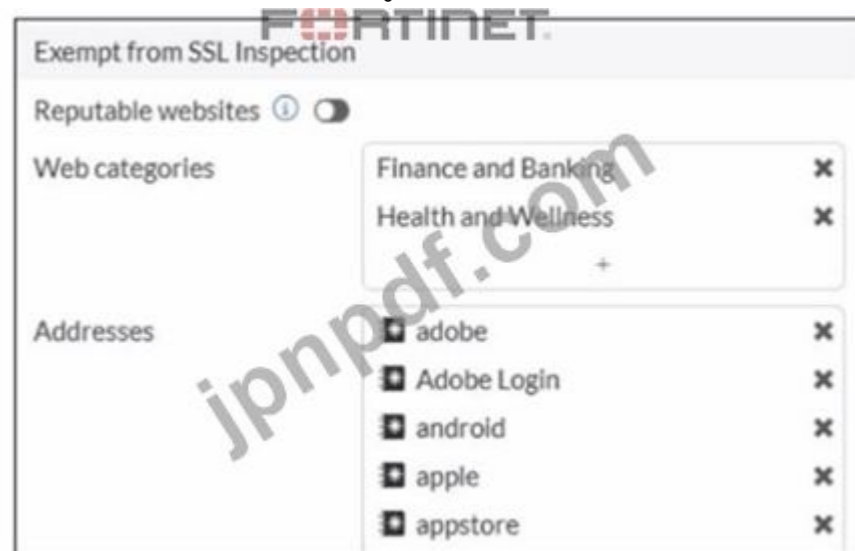 FORTINET
Exempt from SSL Inspection
Reputable websites
Web categories
Finance and Banking
Health and Wellness
+
Addresses
adobe
Adobe Login
android
apple
appstore
jpnpdf.com